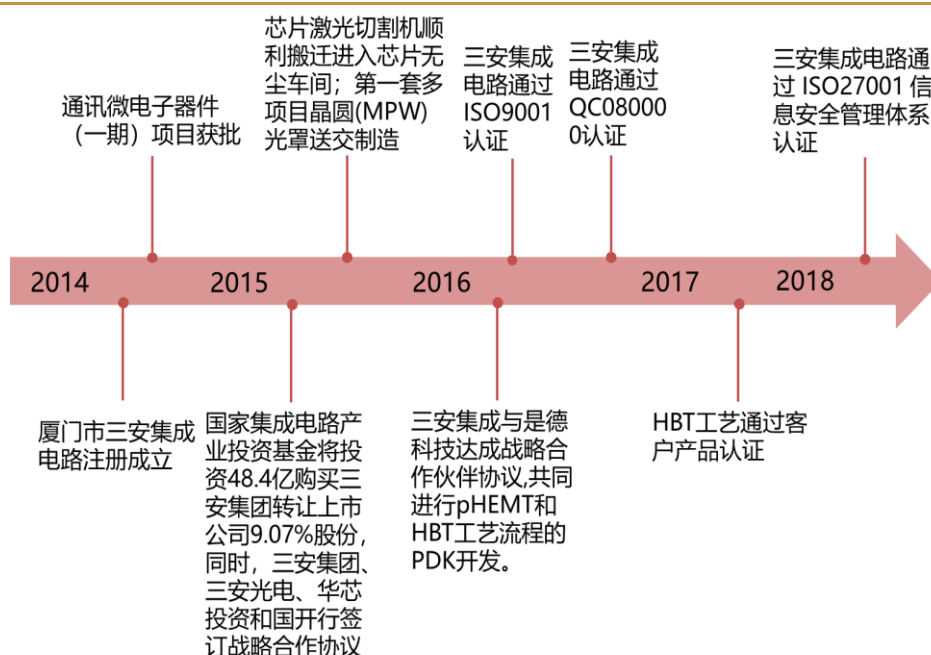 通讯微电子器件
（一期）项目获批
芯片激光切割机顺
利搬迁进入芯片无
尘车间；第一套多
项目晶圆(MPW)
光罩送交制造
三安集成
电路通过
ISO9001
认证
三安集成
电路通过
QC08000
0认证
三安集成电路通
过 ISO27001 信
息安全管理体系
认证
2014
2015
2016
2017
2018
厦门市三安集成
电路注册成立
国家集成电路产
业投资基金将投
资48.4亿购买三
安集团转让上市
公司9.07%股份，
同时，三安集团、
三安光电、华芯
投资和国开行签
订战略合作协议
三安集成与是德
科技达成战略合
作伙伴协议,共同
进行pHEMT和
HBT工艺流程的
PDK开发。
HBT工艺通过客
户产品认证